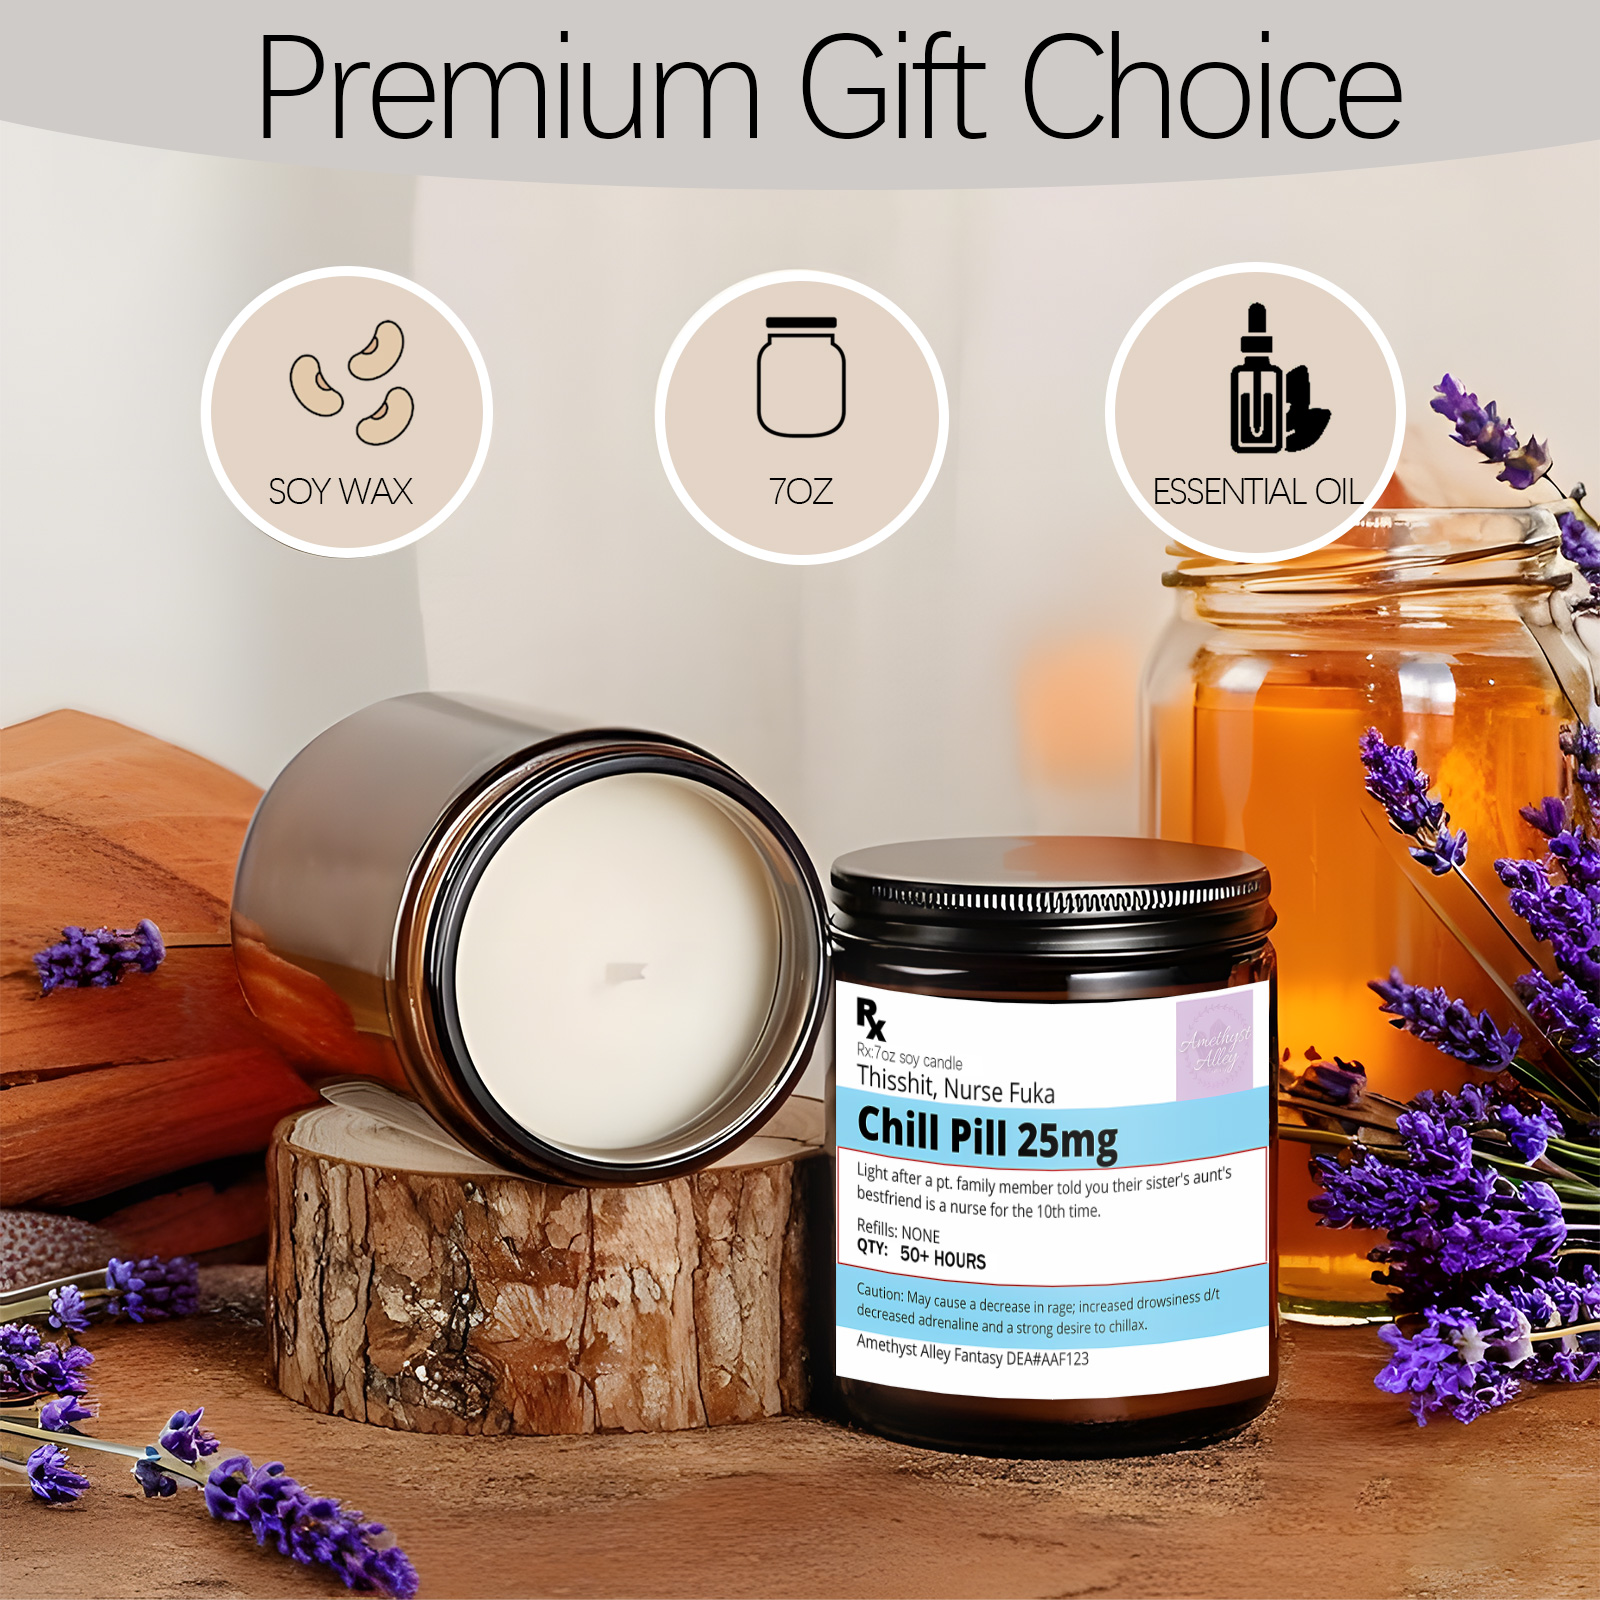 Premium Gift Choice
SOY WAX
7OZ
ESSENTIAL OIL
Rx
Amethyst
Alley
Rx:7oz soy candle
Thisshit, Nurse Fuka
Chill Pill 25mg
Light after a pt. family member told you their sister's aunt's
bestfriend is a nurse for the 10th time.
Refills: NONE
QTY: 50+ HOURS
Caution: May cause a decrease in rage; increased drowsiness d/t
decreased adrenaline and a strong desire to chillax.
Amethyst Alley Fantasy DEA#AAF123